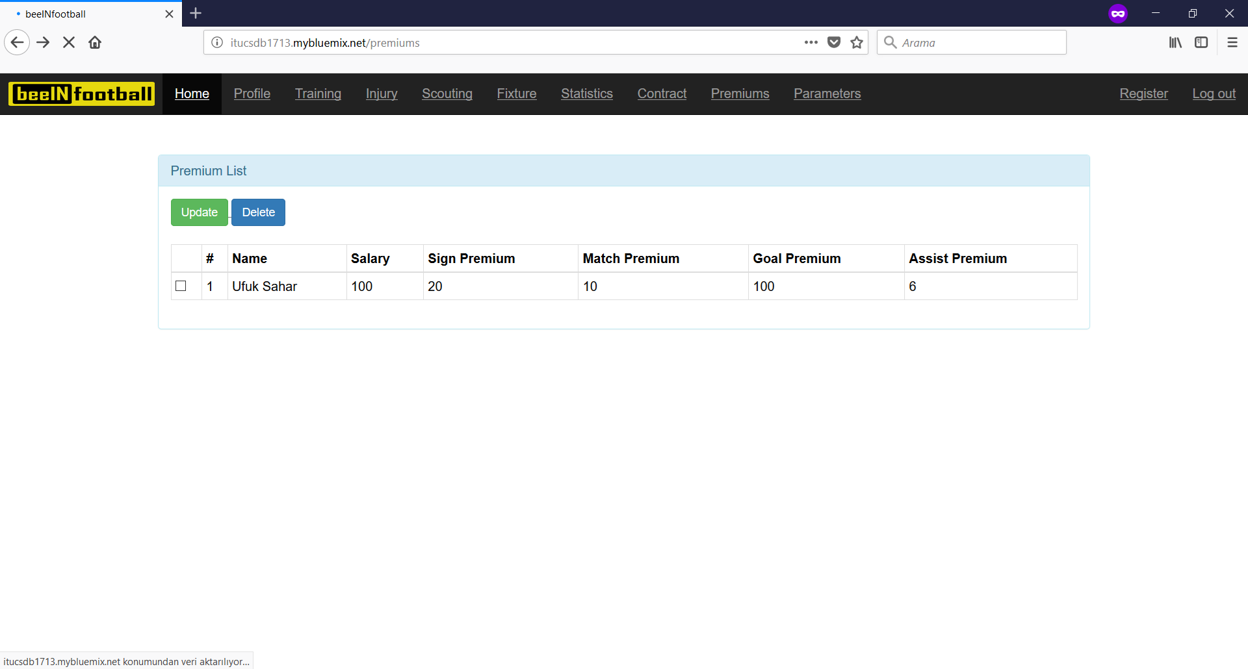 beeINfootball
itucsdb1713.mybluemix.net/premiums
Arama
beeIN football Home Profile Training Injury Scouting Fixture Statistics Contract Premiums Parameters Register Log out
Premium List
Update Delete
# Name Salary Sign Premium Match Premium Goal Premium Assist Premium
1 Ufuk Sahar 100 20 10 100 6
itucsdb1713.mybluemix.net konumundan veri aktarılıyor...